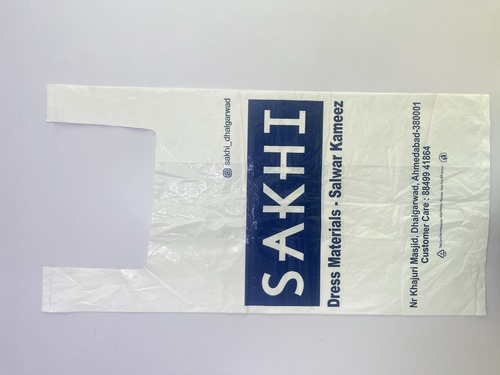 sakhi_dhalgarwad
SAKHI
Dress Materials - Salwar Kameez
Nr Khajuri Masjid, Dhalgarwad, Ahmedabad-380001
Customer Care : 88499 41864